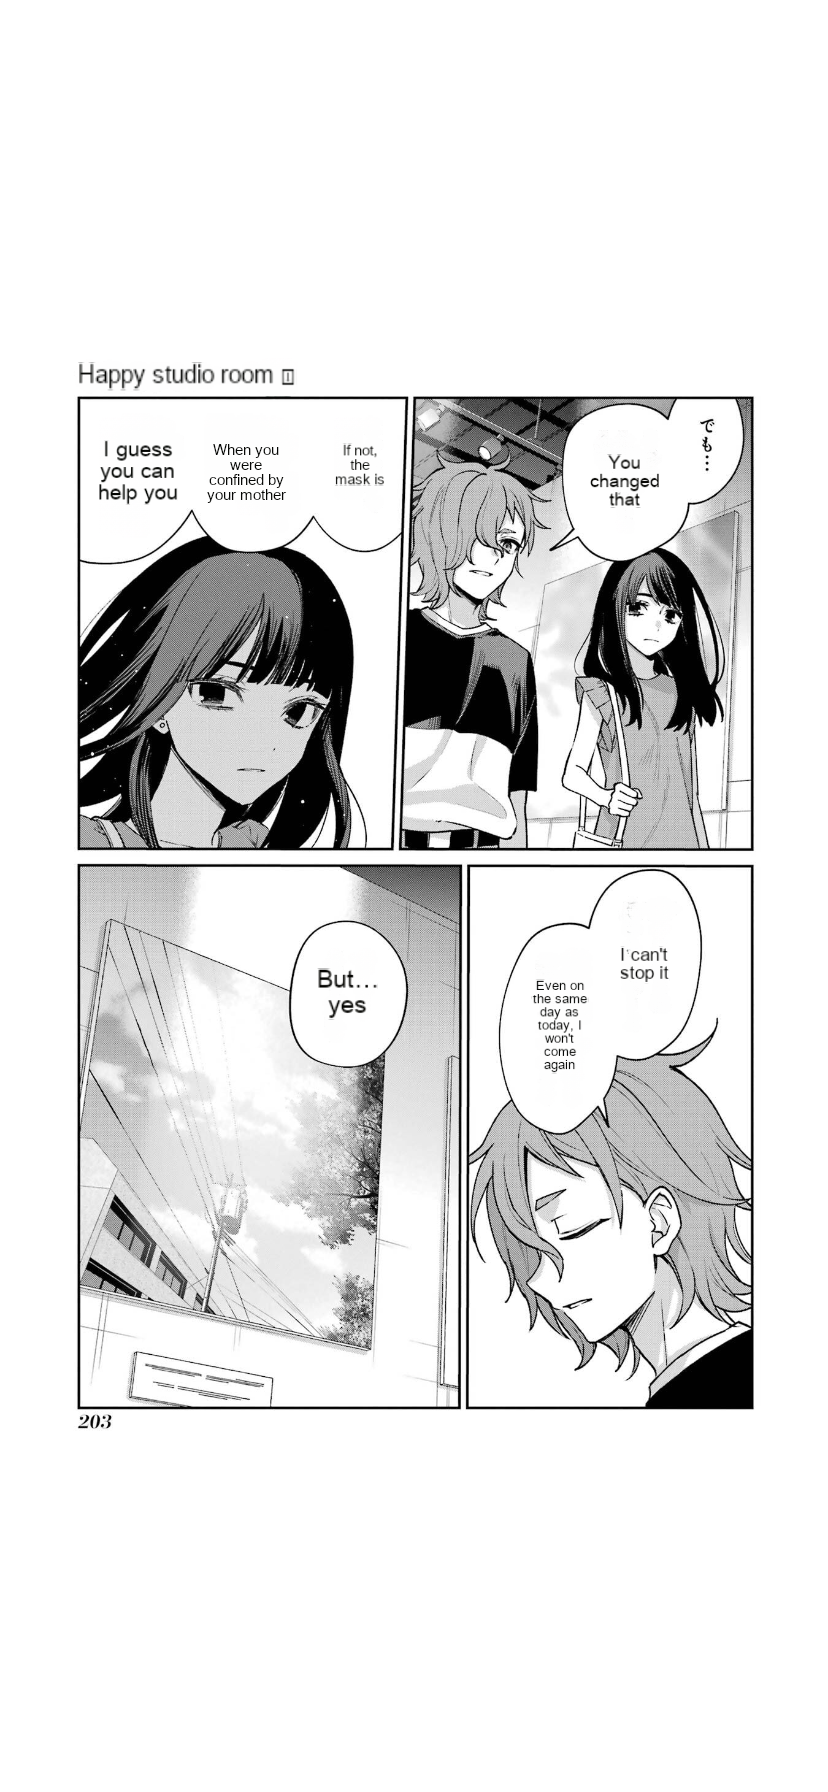 Happy studio room
でも…
You
changed
that
If not,
the
mask is
When you
were
confined by
your mother
I guess
you can
help you
I can't
stop it
Even on
the same
day as
today, I
won't
come
again
But...
yes
203